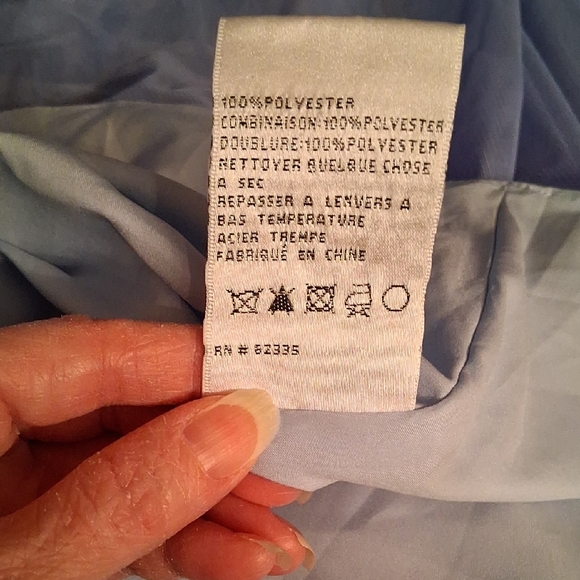 100%POLYESTER
COMBINAISON:100%POLYESTER
DOUBLURE:100%POLYESTER
NETTOYER QUELQUE CHOSE
A SEC
REPASSER A LENVERS A
BAS TEMPERATURE
ACIER TREMPE
FABRIQUÉ EN CHINE
RN # 62335